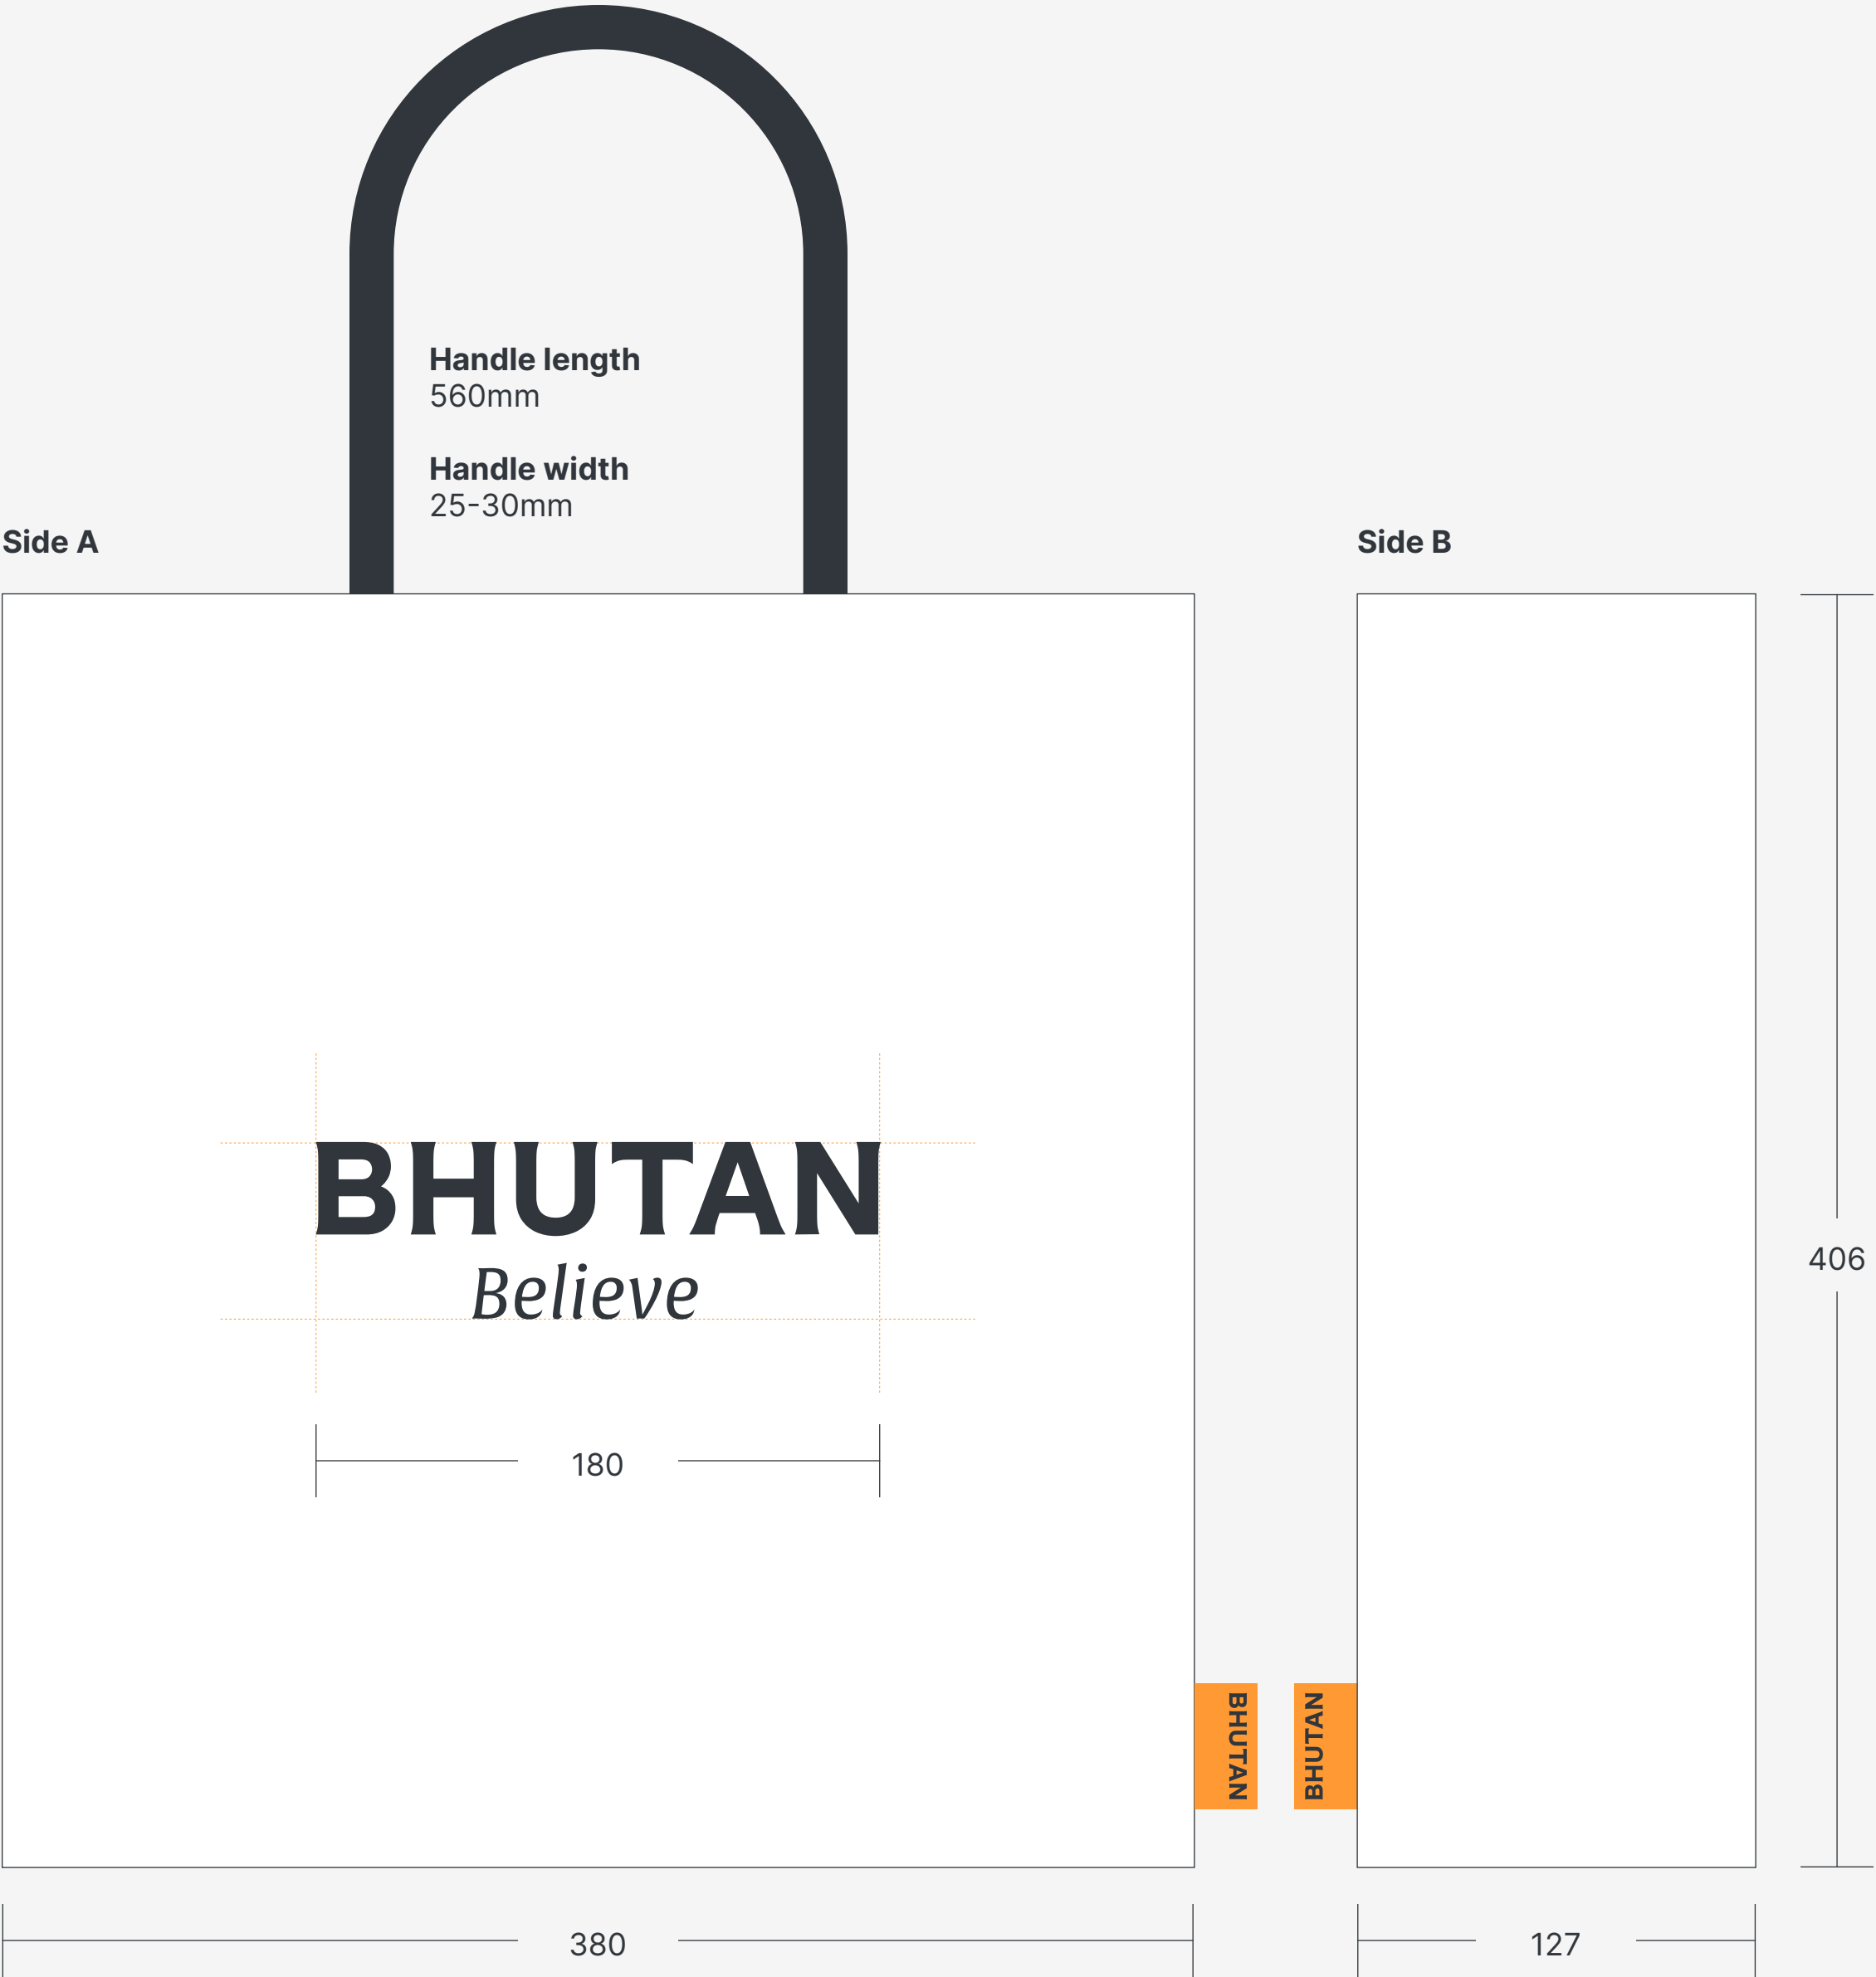 Handle length
560mm
Handle width
25-30mm
Side A
Side B
BHUTAN
Believe
180
406
BHUTAN
BHUTAN
380
127